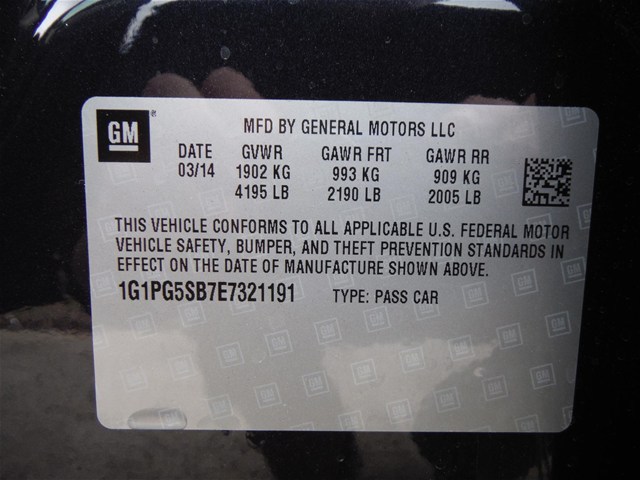 GM ®
MFD BY GENERAL MOTORS LLC
DATE GVWR GAWR FRT GAWR RR
03/14 1902 KG 993 KG 909 KG
4195 LB 2190 LB 2005 LB
THIS VEHICLE CONFORMS TO ALL APPLICABLE U.S. FEDERAL MOTOR
VEHICLE SAFETY, BUMPER, AND THEFT PREVENTION STANDARDS IN
EFFECT ON THE DATE OF MANUFACTURE SHOWN ABOVE.
1G1PG5SB7E7321191 TYPE: PASS CAR